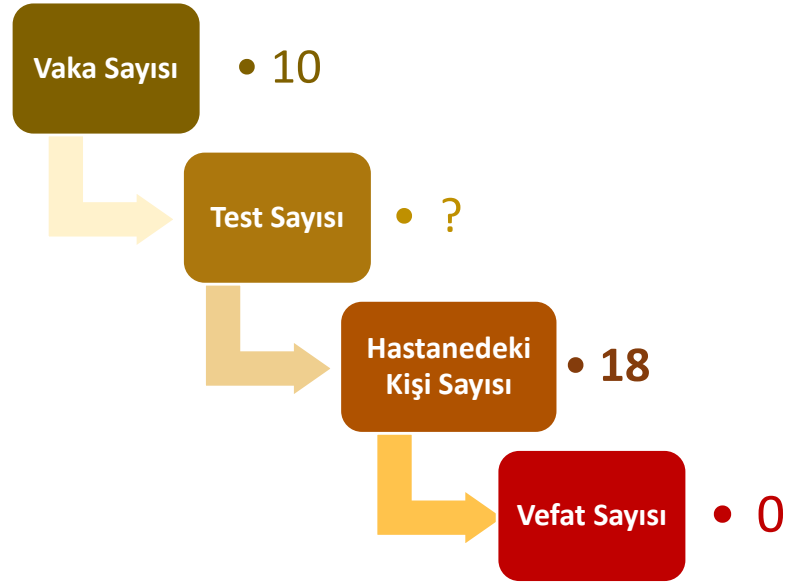 Vaka Sayısı
• 10
Test Sayısı
• ?
Hastanedeki
Kişi Sayısı
• 18
Vefat Sayısı
• 0